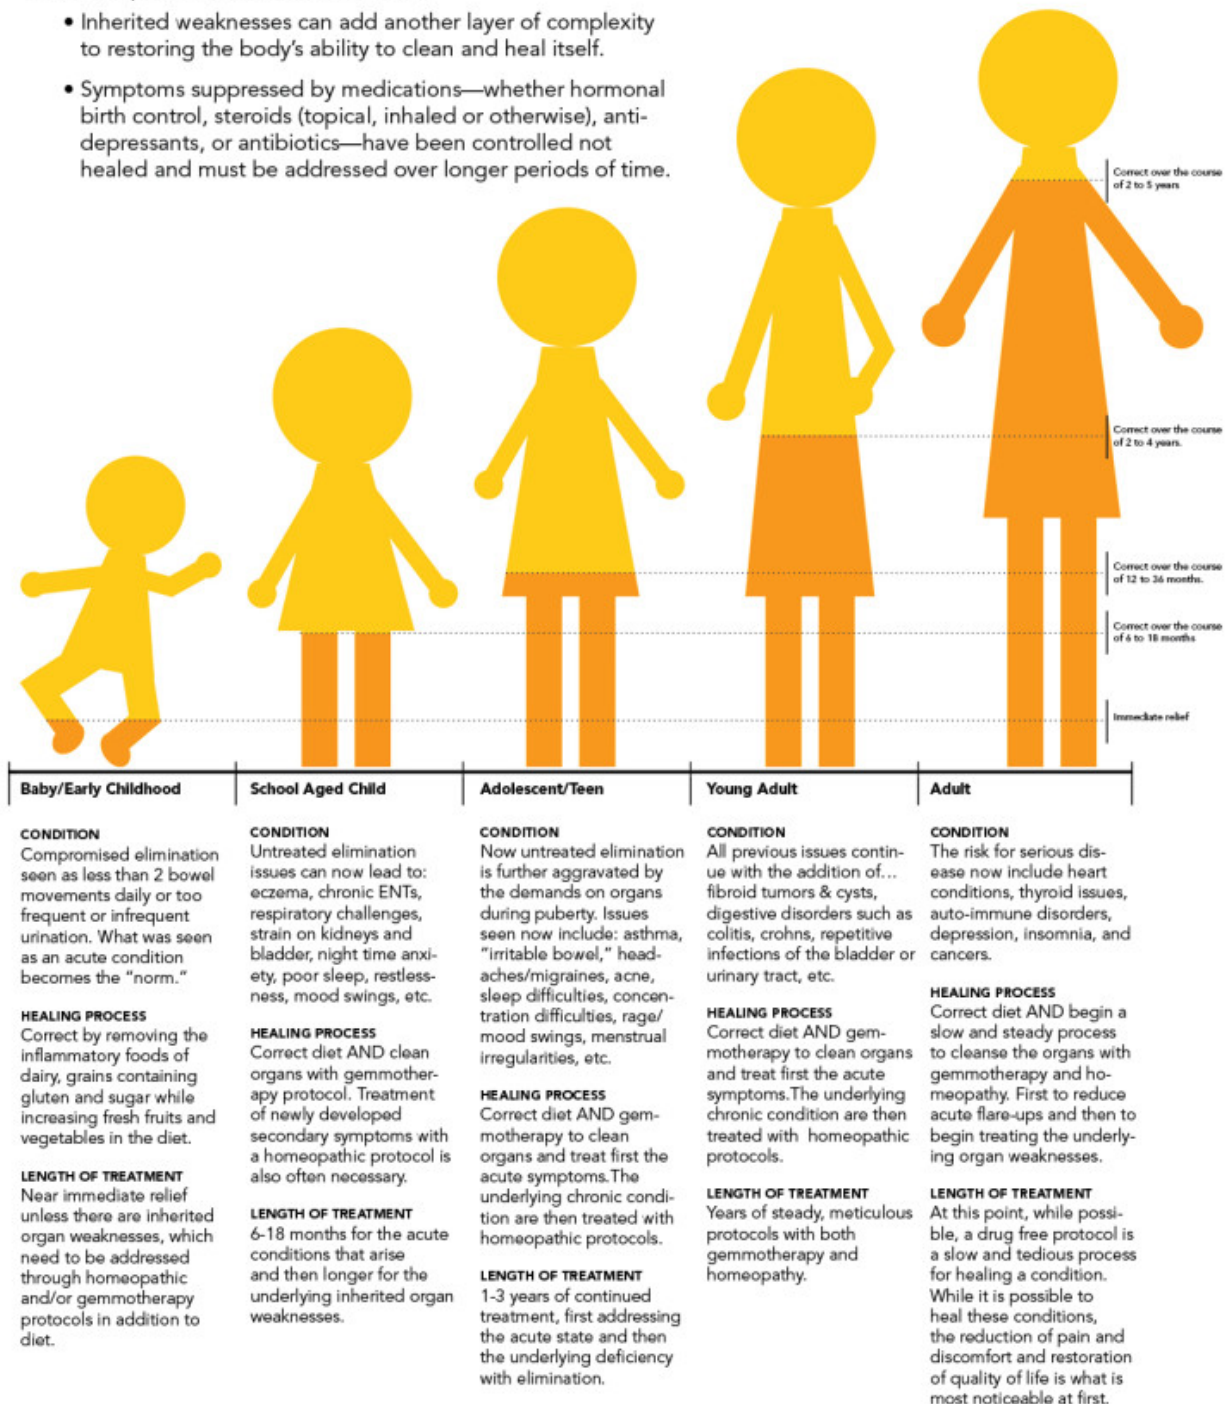 • Inherited weaknesses can add another layer of complexity
to restoring the body's ability to clean and heal itself.
• Symptoms suppressed by medications—whether hormonal
birth control, steroids (topical, inhaled or otherwise), anti-
depressants, or antibiotics—have been controlled not
healed and must be addressed over longer periods of time.
Correct over the course
of 2 to 5 years
Correct over the course
of 2 to 4 years.
Correct over the course
of 12 to 36 months.
Correct over the course
of 6 to 18 months
Immediate relief
Baby/Early Childhood
CONDITION
Compromised elimination
seen as less than 2 bowel
movements daily or too
frequent or infrequent
urination. What was seen
as an acute condition
becomes the "norm."
HEALING PROCESS
Correct by removing the
inflammatory foods of
dairy, grains containing
gluten and sugar while
increasing fresh fruits and
vegetables in the diet.
LENGTH OF TREATMENT
Near immediate relief
unless there are inherited
organ weaknesses, which
need to be addressed
through homeopathic
and/or gemmotherapy
protocols in addition to
diet.
School Aged Child
CONDITION
Untreated elimination
issues can now lead to:
eczema, chronic ENTs,
respiratory challenges,
strain on kidneys and
bladder, night time anxi-
ety, poor sleep, restless-
ness, mood swings, etc.
HEALING PROCESS
Correct diet AND clean
organs with gemmother-
apy protocol. Treatment
of newly developed
secondary symptoms with
a homeopathic protocol is
also often necessary.
LENGTH OF TREATMENT
6-18 months for the acute
conditions that arise
and then longer for the
underlying inherited organ
weaknesses.
Adolescent/Teen
CONDITION
Now untreated elimination
is further aggravated by
the demands on organs
during puberty. Issues
seen now include: asthma,
"irritable bowel," head-
aches/migraines, acne,
sleep difficulties, concen-
tration difficulties, rage/
mood swings, menstrual
irregularities, etc.
HEALING PROCESS
Correct diet AND gem-
motherapy to clean
organs and treat first the
acute symptoms.The
underlying chronic condi-
tion are then treated with
homeopathic protocols.
LENGTH OF TREATMENT
1-3 years of continued
treatment, first addressing
the acute state and then
the underlying deficiency
with elimination.
Young Adult
CONDITION
All previous issues contin-
ue with the addition of...
fibroid tumors & cysts,
digestive disorders such as
colitis, crohns, repetitive
infections of the bladder or
urinary tract, etc.
HEALING PROCESS
Correct diet AND gem-
motherapy to clean organs
and treat first the acute
symptoms.The underlying
chronic condition are then
treated with homeopathic
protocols.
LENGTH OF TREATMENT
Years of steady, meticulous
protocols with both
gemmotherapy and
homeopathy.
Adult
CONDITION
The risk for serious dis-
ease now include heart
conditions, thyroid issues,
auto-immune disorders,
depression, insomnia, and
cancers.
HEALING PROCESS
Correct diet AND begin a
slow and steady process
to cleanse the organs with
gemmotherapy and ho-
meopathy. First to reduce
acute flare-ups and then to
begin treating the underly-
ing organ weaknesses.
LENGTH OF TREATMENT
At this point, while possi-
ble, a drug free protocol is
a slow and tedious process
for healing a condition.
While it is possible to
heal these conditions,
the reduction of pain and
discomfort and restoration
of quality of life is what is
most noticeable at first.